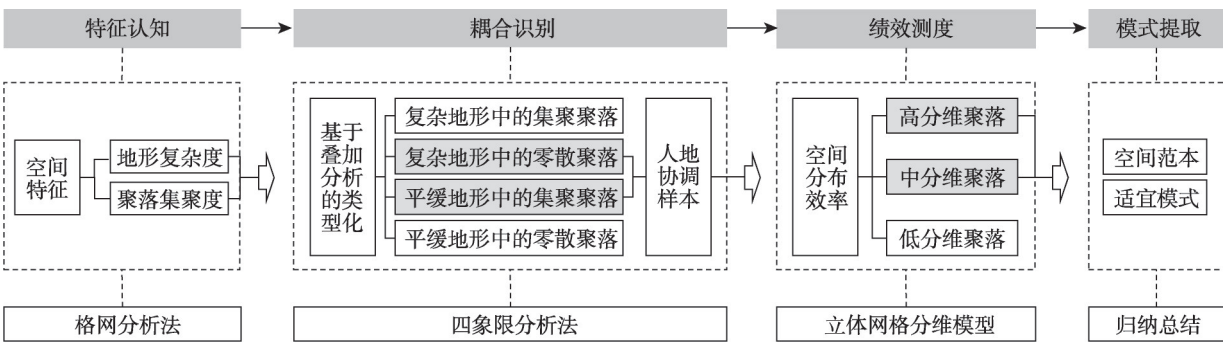 特征认知
耦合识别
绩效测度
模式提取
空间
特征
地形复杂度
聚落集聚度
基于
叠加
分析
的类
型化
复杂地形中的集聚聚落
复杂地形中的零散聚落
平缓地形中的集聚聚落
平缓地形中的零散聚落
人地
协调
样本
空间
分布
效率
高分维聚落
中分维聚落
低分维聚落
空间范本
适宜模式
格网分析法
四象限分析法
立体网格分维模型
归纳总结